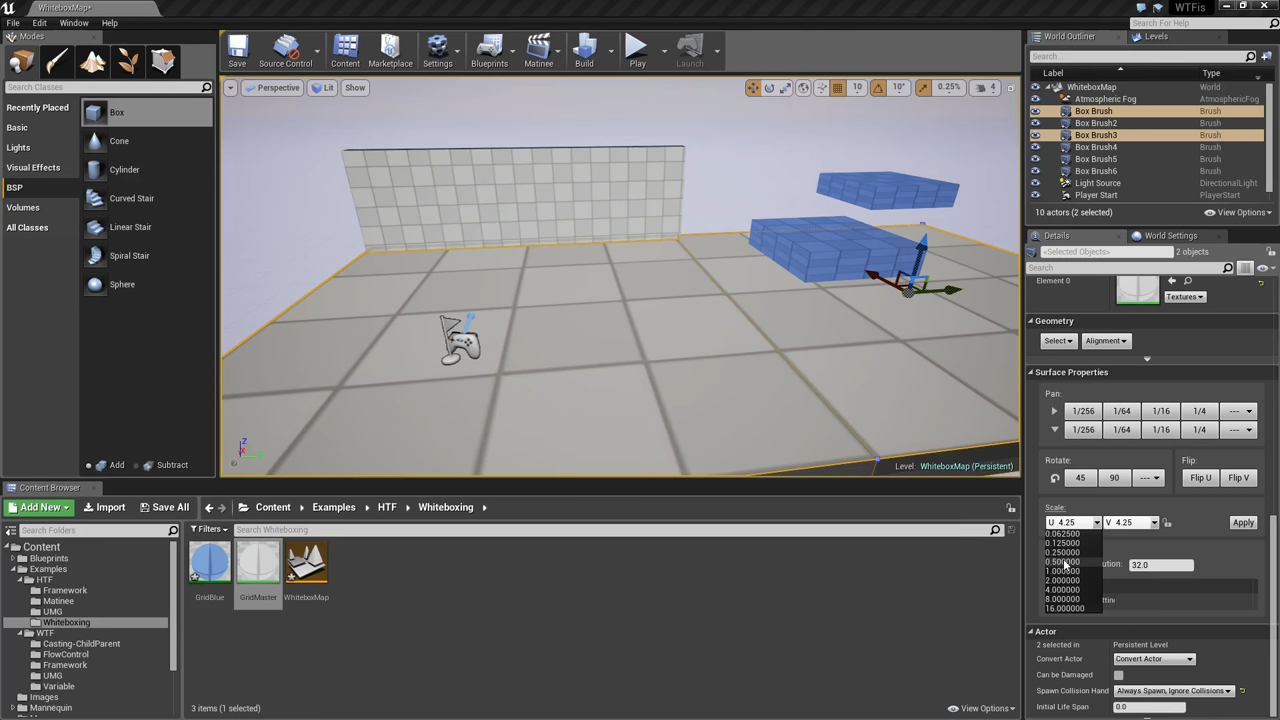 WhiteboxMap*
WTFis
File Edit Window Help
Search For Help
Modes
Search Classes
Recently Placed
Basic
Lights
Visual Effects
BSP
Volumes
All Classes
Box
Cone
Cylinder
Curved Stair
Linear Stair
Spiral Stair
Sphere
Add Subtract
Save Source Control Content Marketplace Settings Blueprints Matinee Build Play Launch
Perspective Lit Show
10 10° 0.25% 4
Level: WhiteboxMap (Persistent)
World Outliner Levels
Search...
Label Type
WhiteboxMap World
Atmospheric Fog AtmosphericFog
Box Brush Brush
Box Brush2 Brush
Box Brush3 Brush
Box Brush4 Brush
Box Brush5 Brush
Box Brush6 Brush
Light Source DirectionalLight
Player Start PlayerStart
10 actors (2 selected) View Options
Details World Settings
<Selected Objects> 2 objects
Search
Element 0
Textures
Geometry
Select Alignment
Surface Properties
Pan:
1/256 1/64 1/16 1/4 ---
1/256 1/64 1/16 1/4 ---
Rotate: Flip:
45 90 --- Flip U Flip V
Scale:
U 4.25 V 4.25 Apply
0.062500
0.125000
0.250000
0.500000
1.000000
2.000000
4.000000
8.000000
16.000000
ution: 32.0
Actor
2 selected in Persistent Level
Convert Actor Convert Actor
Can be Damaged
Spawn Collision Hand Always Spawn, Ignore Collisions
Initial Life Span 0.0
Content Browser
Add New Import Save All Content Examples HTF Whiteboxing
Search Folders
Filters Search Whiteboxing
Content
Blueprints
Examples
HTF
Framework
Matinee
UMG
Whiteboxing
WTF
Casting-ChildParent
FlowControl
Framework
UMG
Variable
Images
Mannequin
GridBlue GridMaster WhiteboxMap
3 items (1 selected) View Options